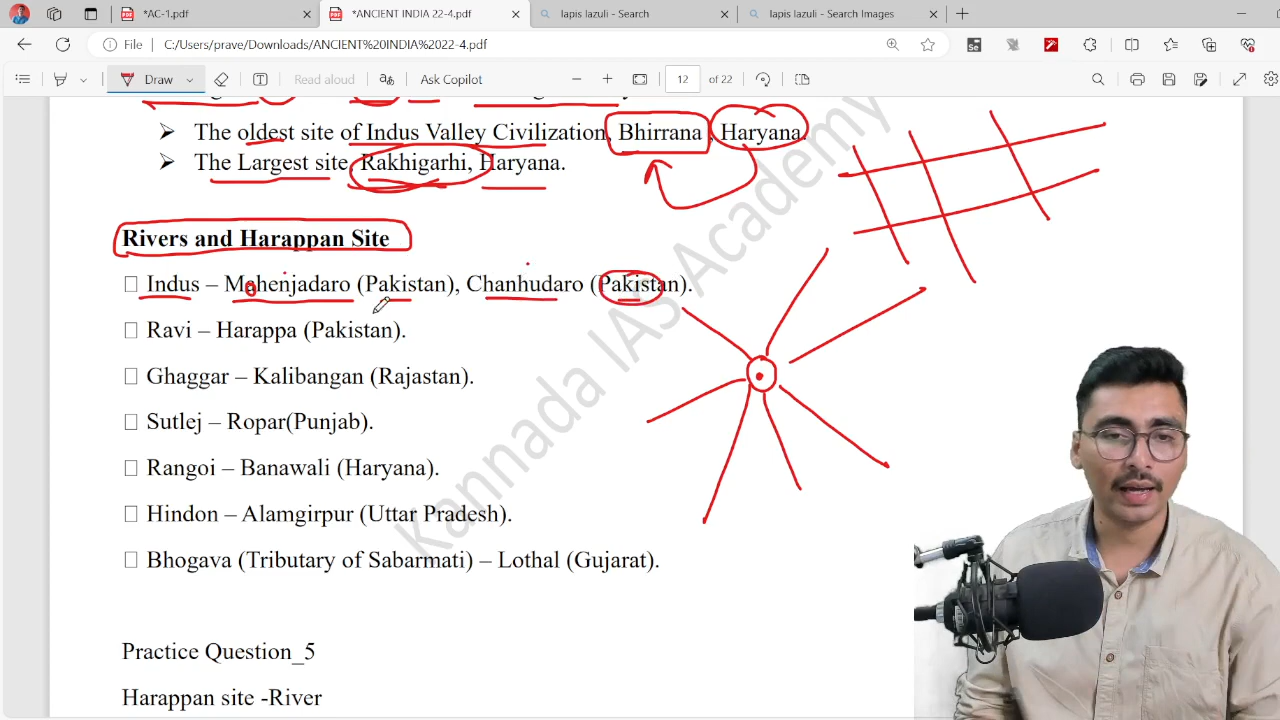 *AC-1.pdf
*ANCIENT INDIA 22-4.pdf
lapis lazuli - Search
lapis lazuli - Search Images
File
C:/Users/prave/Downloads/ANCIENT%20INDIA%2022-4.pdf
Draw
Read aloud
Ask Copilot
12 of 22
The oldest site of Indus Valley Civilization, Bhirrana , Haryana.
The Largest site, Rakhigarhi, Haryana.
Rivers and Harappan Site
Indus – Mohenjadaro (Pakistan), Chanhudaro (Pakistan).
Ravi – Harappa (Pakistan).
Ghaggar – Kalibangan (Rajastan).
Sutlej – Ropar(Punjab).
Rangoi – Banawali (Haryana).
Hindon – Alamgirpur (Uttar Pradesh).
Bhogava (Tributary of Sabarmati) – Lothal (Gujarat).
Practice Question_5
Harappan site -River
Kannada IAS Academy